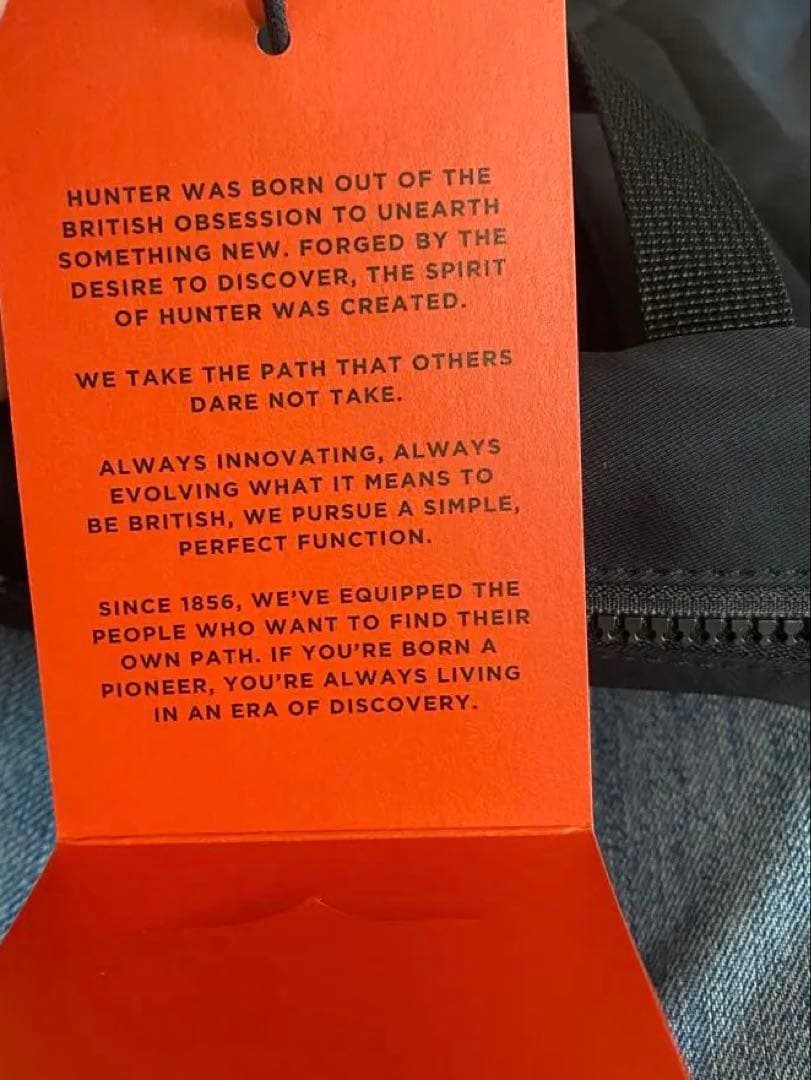 HUNTER WAS BORN OUT OF THE
BRITISH OBSESSION TO UNEARTH
SOMETHING NEW. FORGED BY THE
DESIRE TO DISCOVER, THE SPIRIT
OF HUNTER WAS CREATED.
WE TAKE THE PATH THAT OTHERS
DARE NOT TAKE.
ALWAYS INNOVATING, ALWAYS
EVOLVING WHAT IT MEANS TO
BE BRITISH, WE PURSUE A SIMPLE,
PERFECT FUNCTION.
SINCE 1856, WE'VE EQUIPPED THE
PEOPLE WHO WANT TO FIND THEIR
OWN PATH. IF YOU'RE BORN A
PIONEER, YOU'RE ALWAYS LIVING
IN AN ERA OF DISCOVERY.